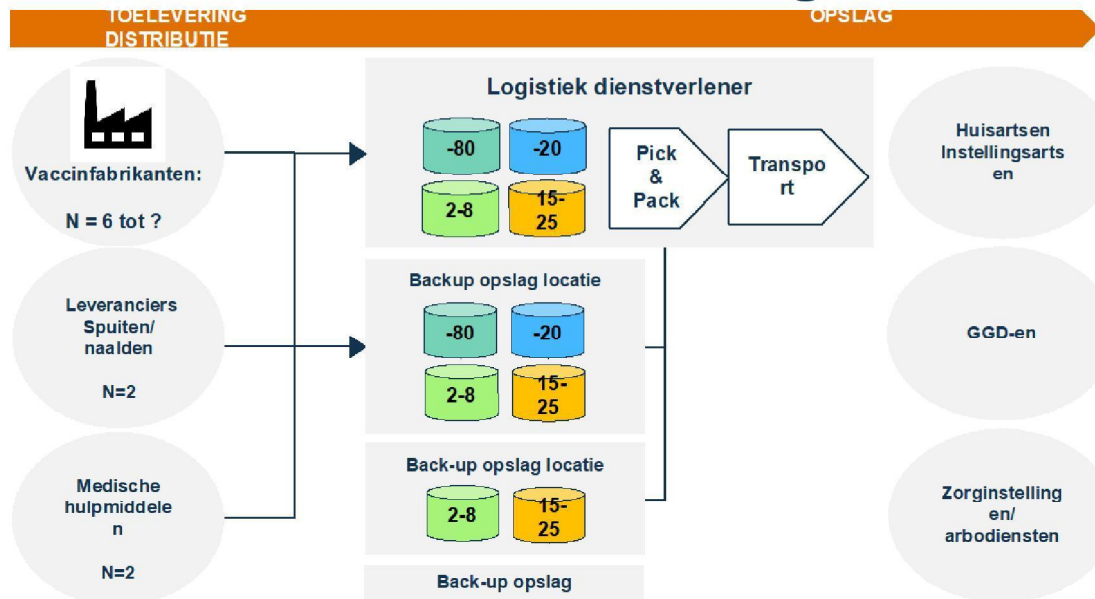 TOELEVERING
DISTRIBUTIE
OPSLAG
Vaccinfabrikanten:
N = 6 tot ?
Leveranciers
Spuiten/
naalden
N=2
Medische
hulpmiddele
n
N=2
Logistiek dienstverlener
-80
-20
2-8
15-
25
Pick
&
Pack
Transpo
rt
Backup opslag locatie
-80
-20
2-8
15-
25
Back-up opslag locatie
2-8
15-
25
Back-up opslag
Huisartsen
Instellingsarts
en
GGD-en
Zorginstelling
en/
arbodiensten